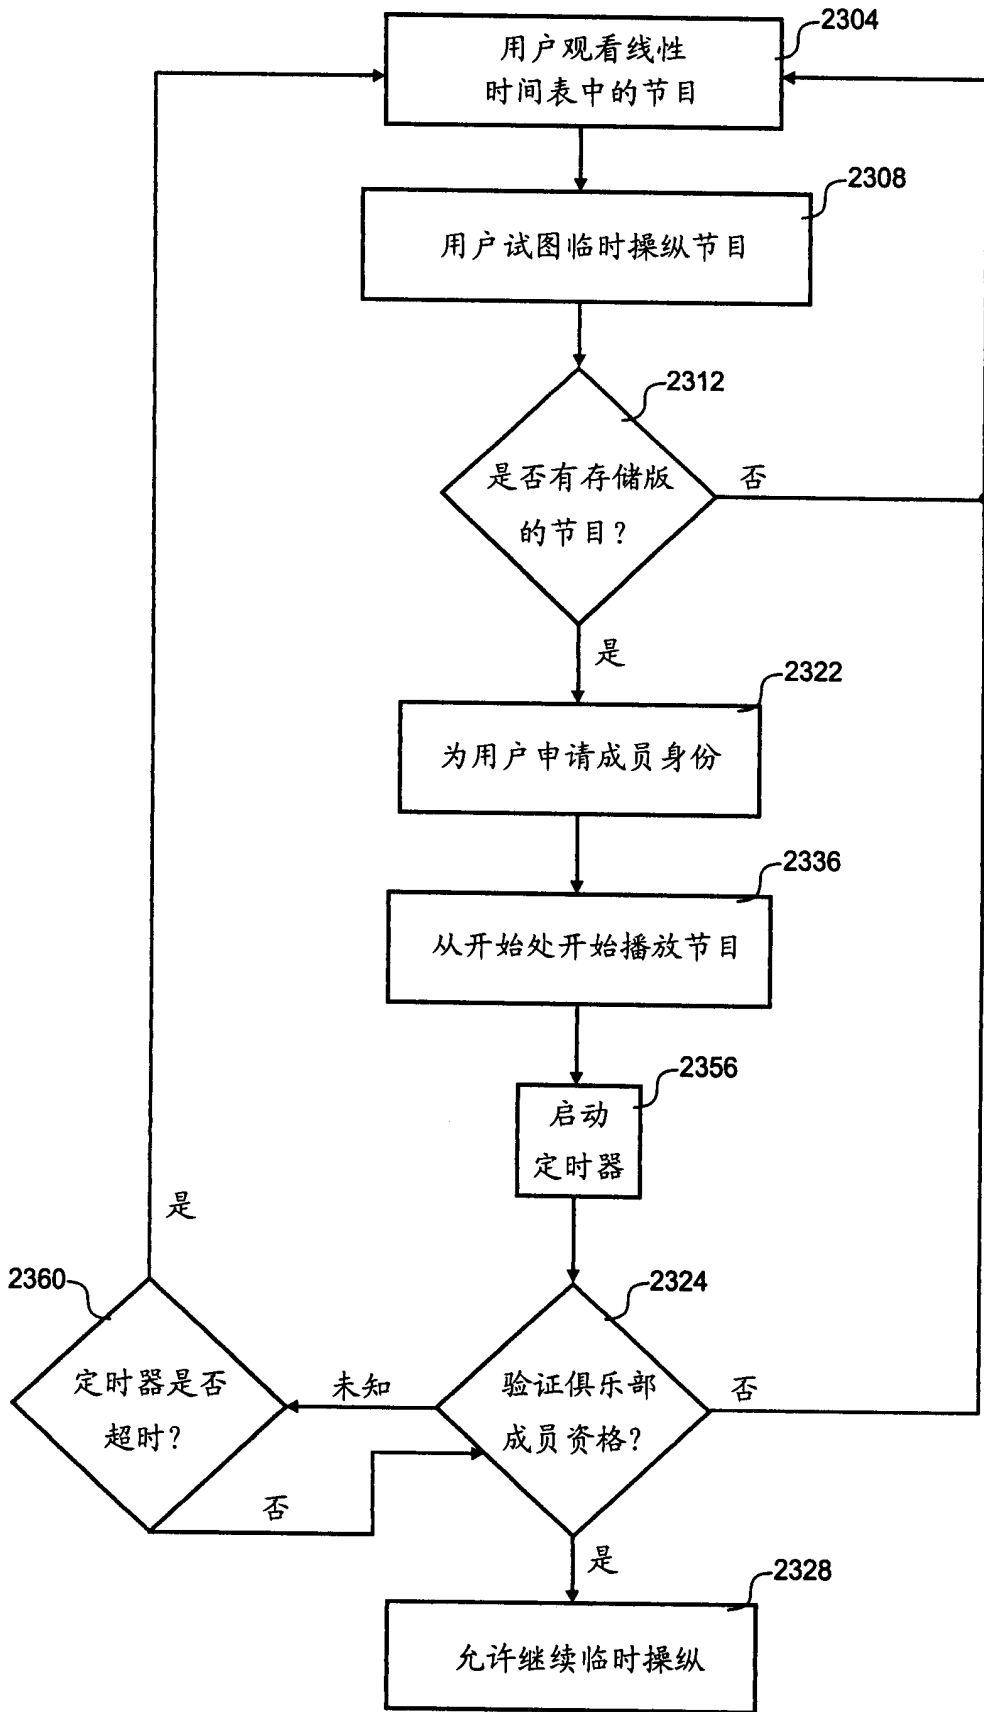 2304
用户观看线性
时间表中的节目
2308
用户试图临时操纵节目
2312
是否有存储版
的节目?
否
是
2322
为用户申请成员身份
2336
从开始处开始播放节目
2356
启动
定时器
是
2360
定时器是否
超时?
未知
否
2324
验证俱乐部
成员资格?
否
是
2328
允许继续临时操纵